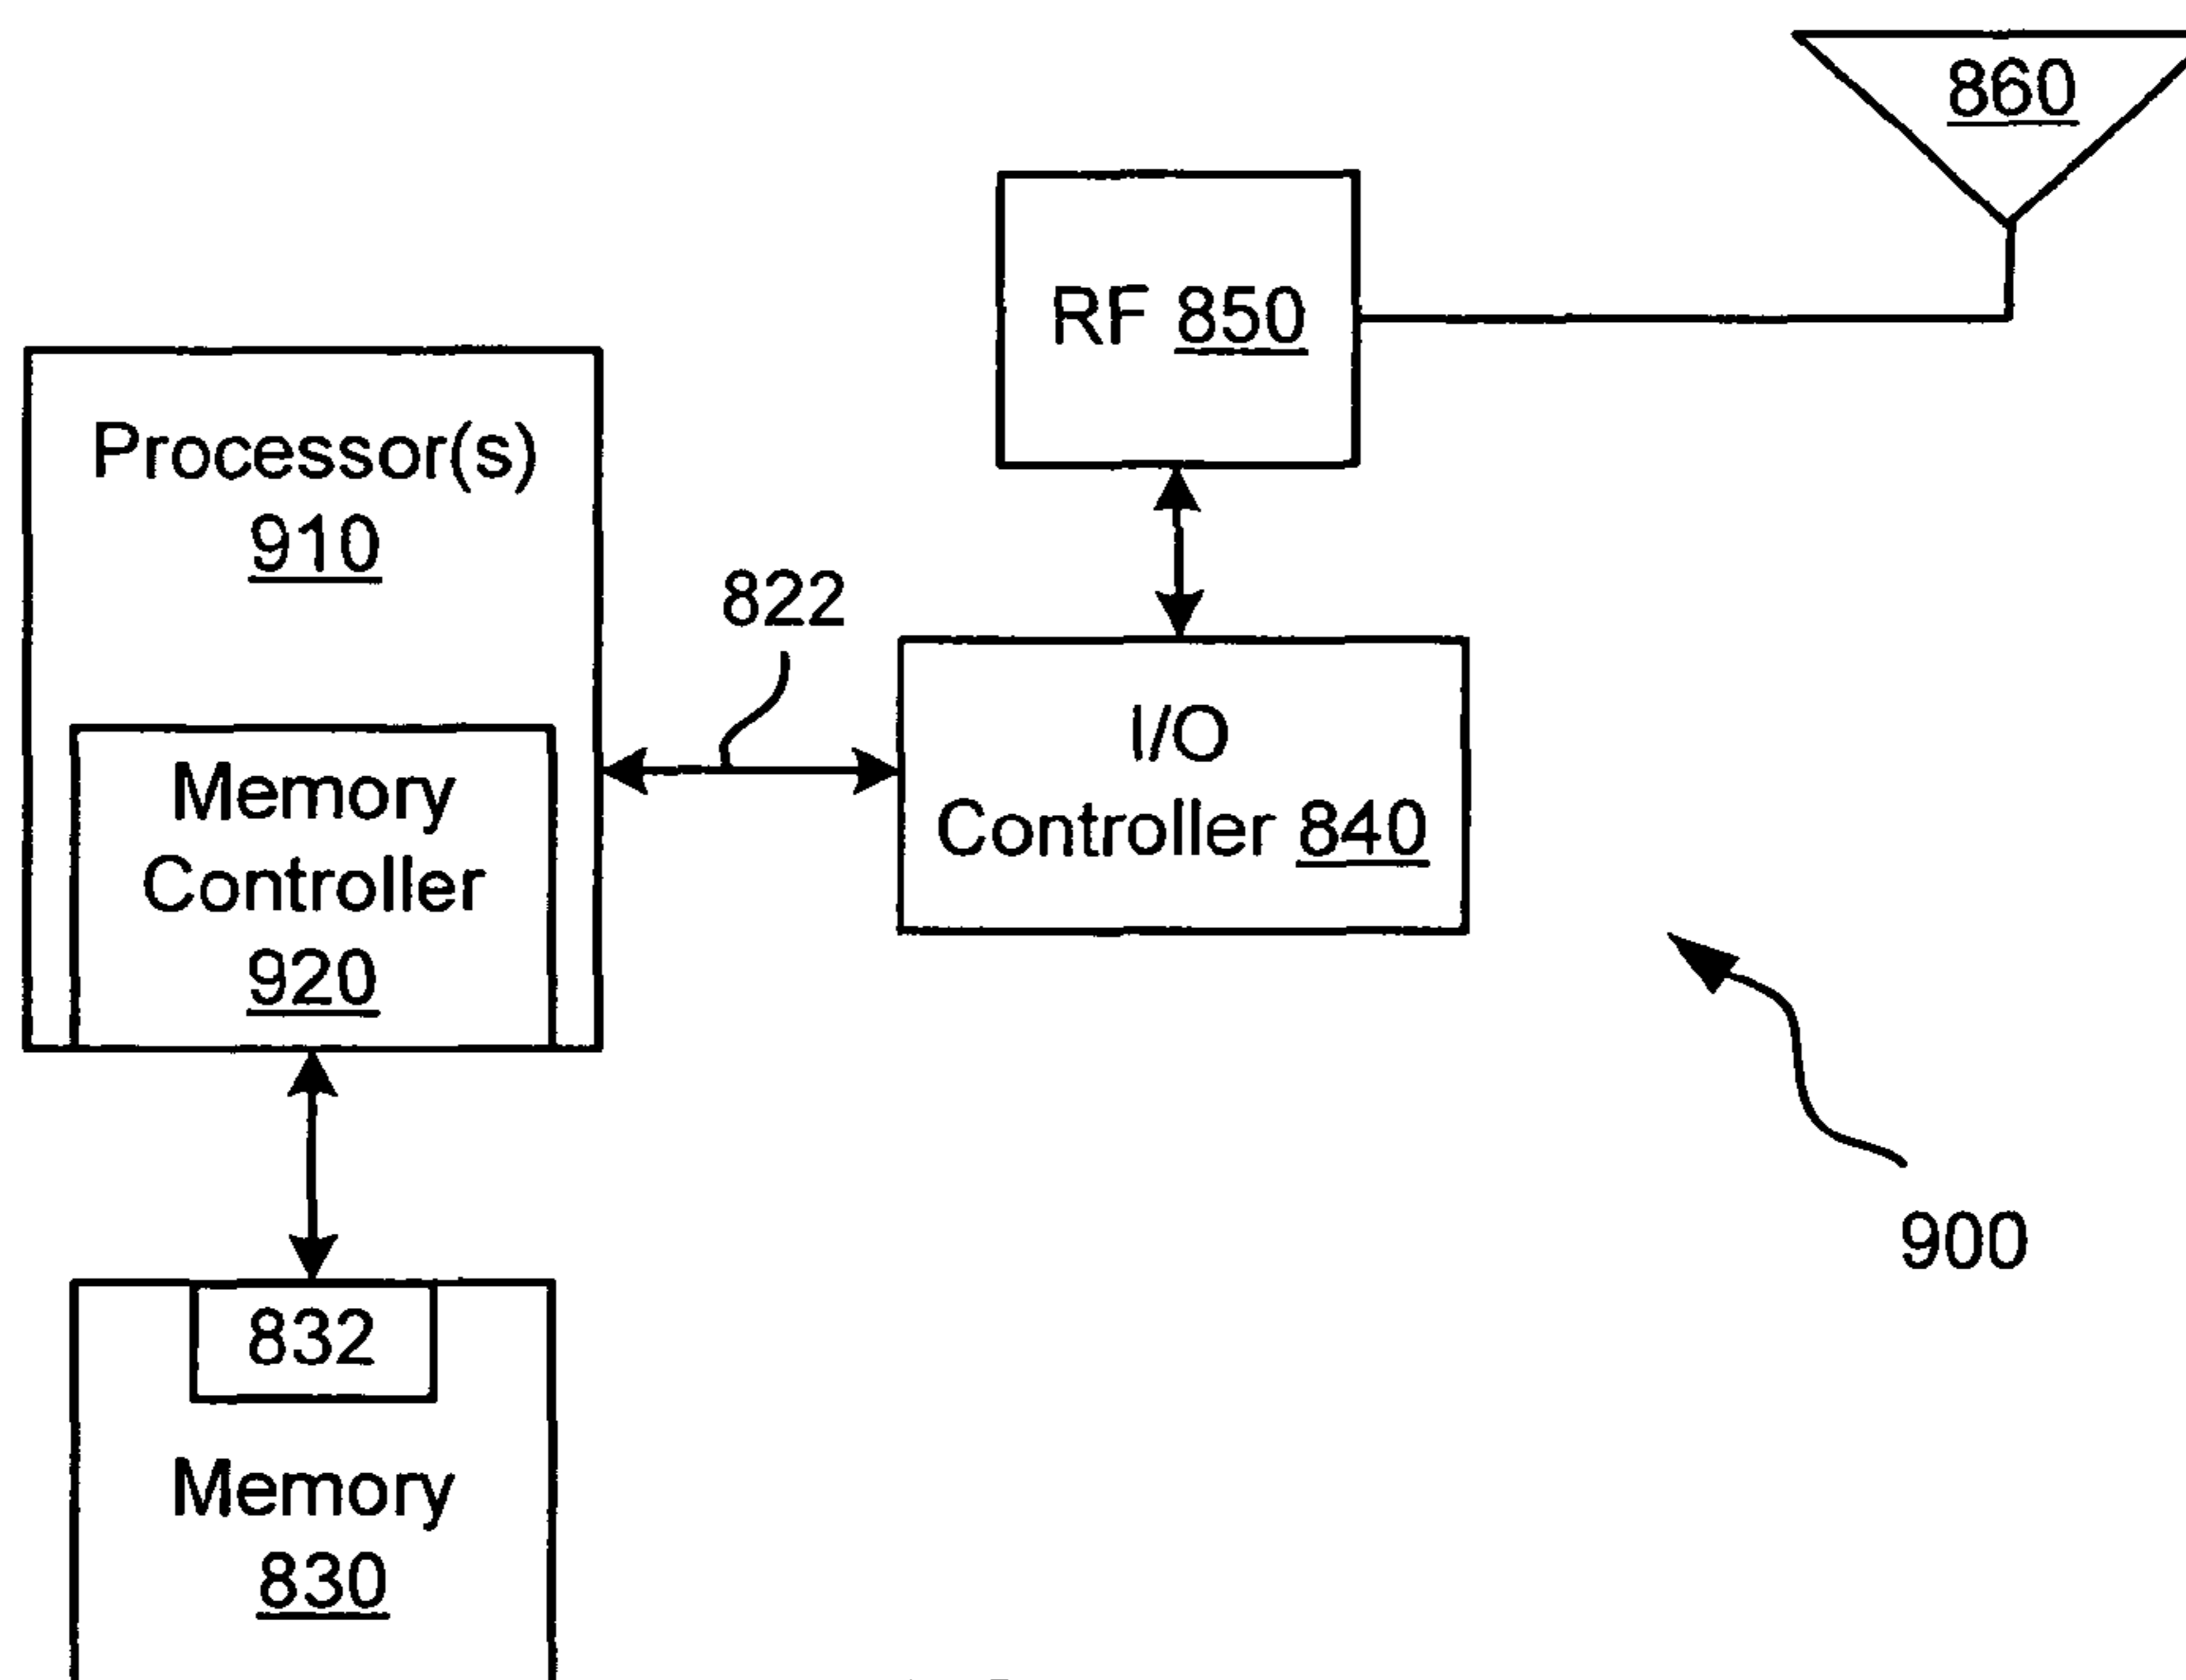 860
RF 850
Processor(s)
910
822
I/O
Controller 840
Memory
Controller
920
900
832
Memory
830